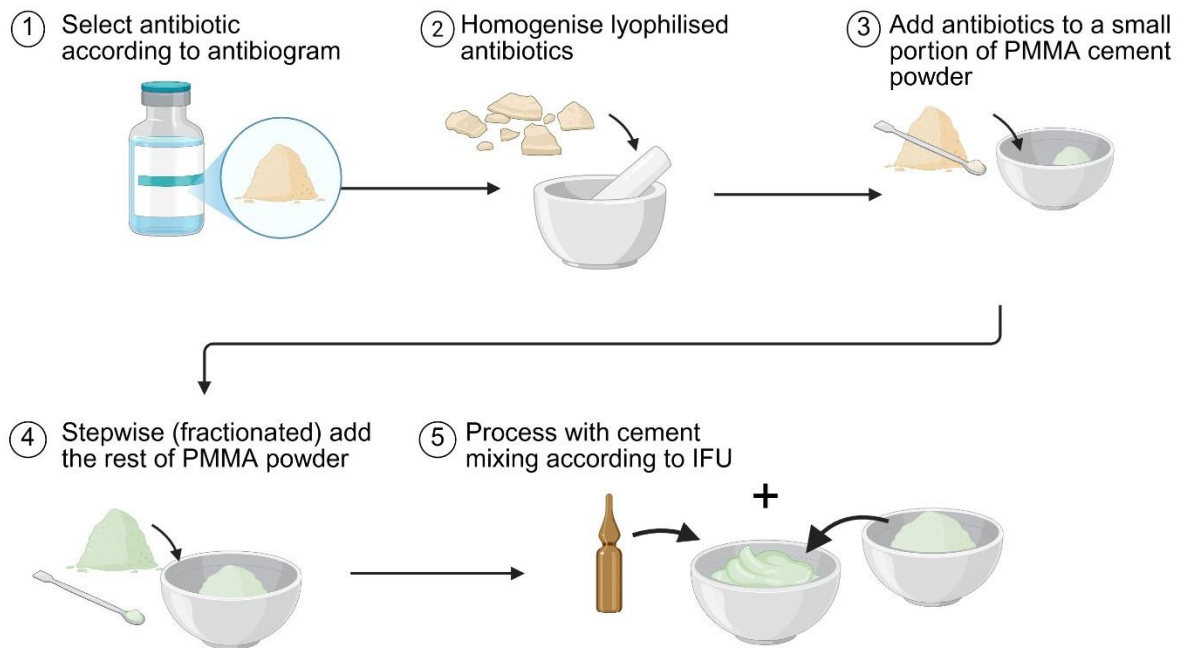 1 Select antibiotic
according to antibiogram
2 Homogenise lyophilised
antibiotics
3 Add antibiotics to a small
portion of PMMA cement
powder
4 Stepwise (fractionated) add
the rest of PMMA powder
5 Process with cement
mixing according to IFU
+